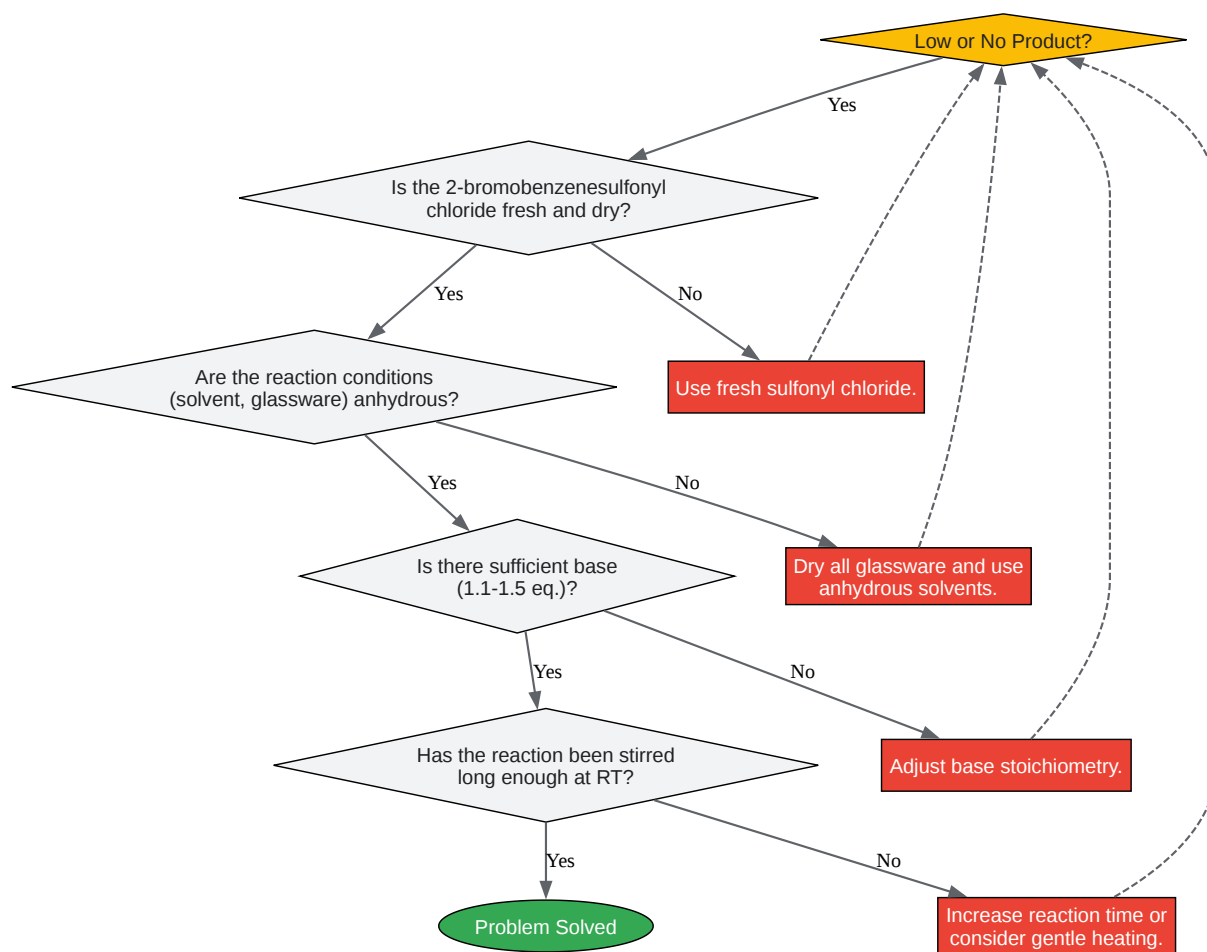 Low or No Product?
Yes
Is the 2-bromobenzenesulfonyl
chloride fresh and dry?
Yes
No
Are the reaction conditions
(solvent, glassware) anhydrous?
Use fresh sulfonyl chloride.
Yes
No
Is there sufficient base
(1.1-1.5 eq.)?
Dry all glassware and use
anhydrous solvents.
Yes
No
Has the reaction been stirred
long enough at RT?
Adjust base stoichiometry.
Yes
No
Problem Solved
Increase reaction time or
consider gentle heating.